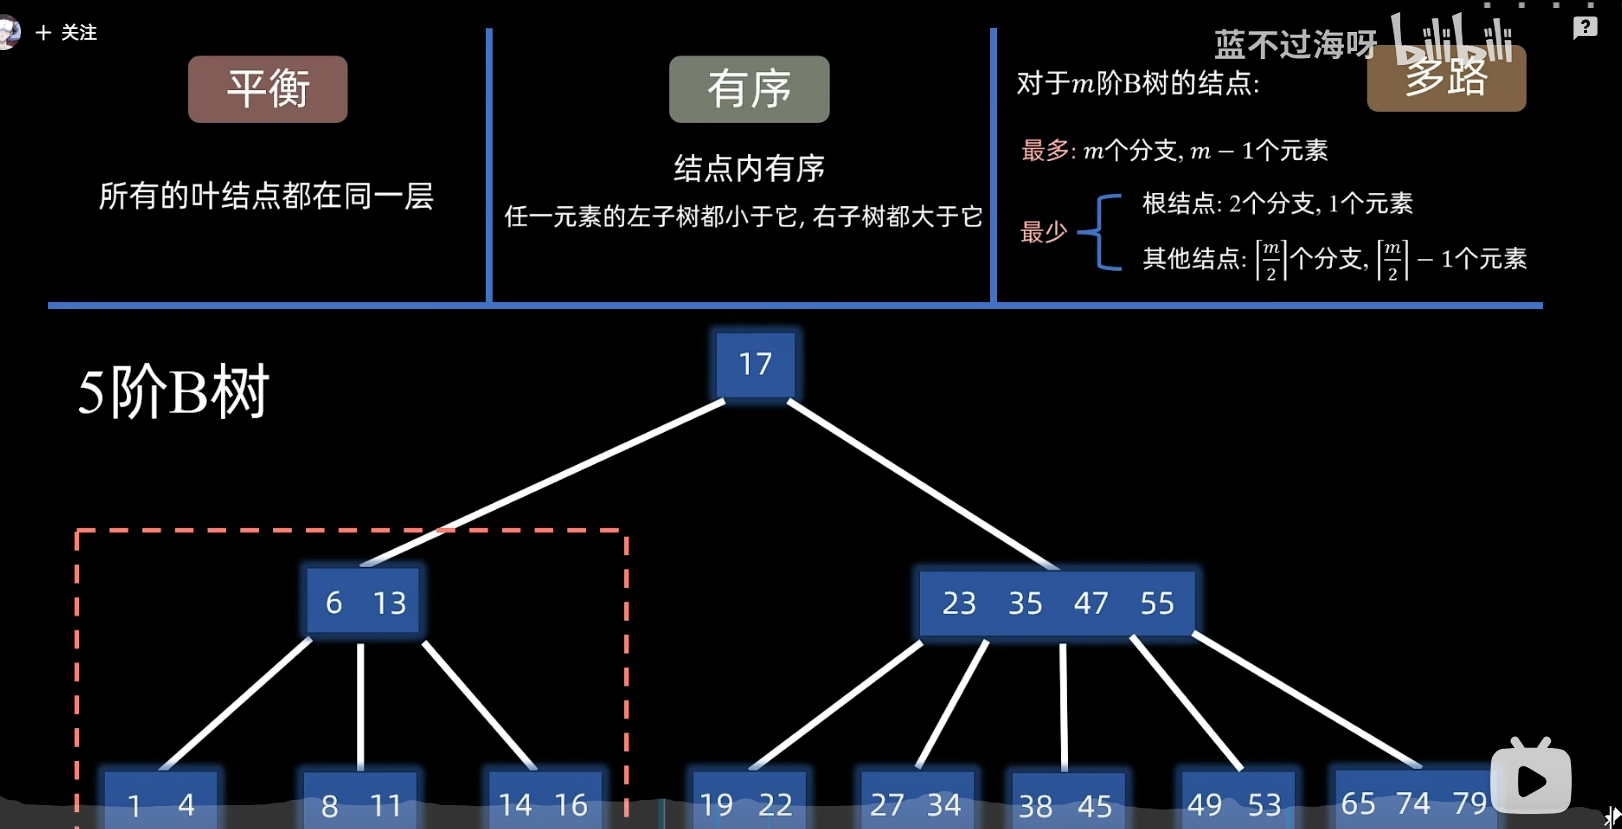 + 关注
蓝不过海呀 bilibili
平衡
所有的叶结点都在同一层
有序
结点内有序
任一元素的左子树都小于它, 右子树都大于它
多路
对于m阶B树的结点:
最多: m个分支, m − 1个元素
最少
根结点: 2个分支, 1个元素
其他结点: ⌈m/2⌉个分支, ⌈m/2⌉ − 1个元素
5阶B树
17
6 13
23 35 47 55
1 4
8 11
14 16
19 22
27 34
38 45
49 53
65 74 79